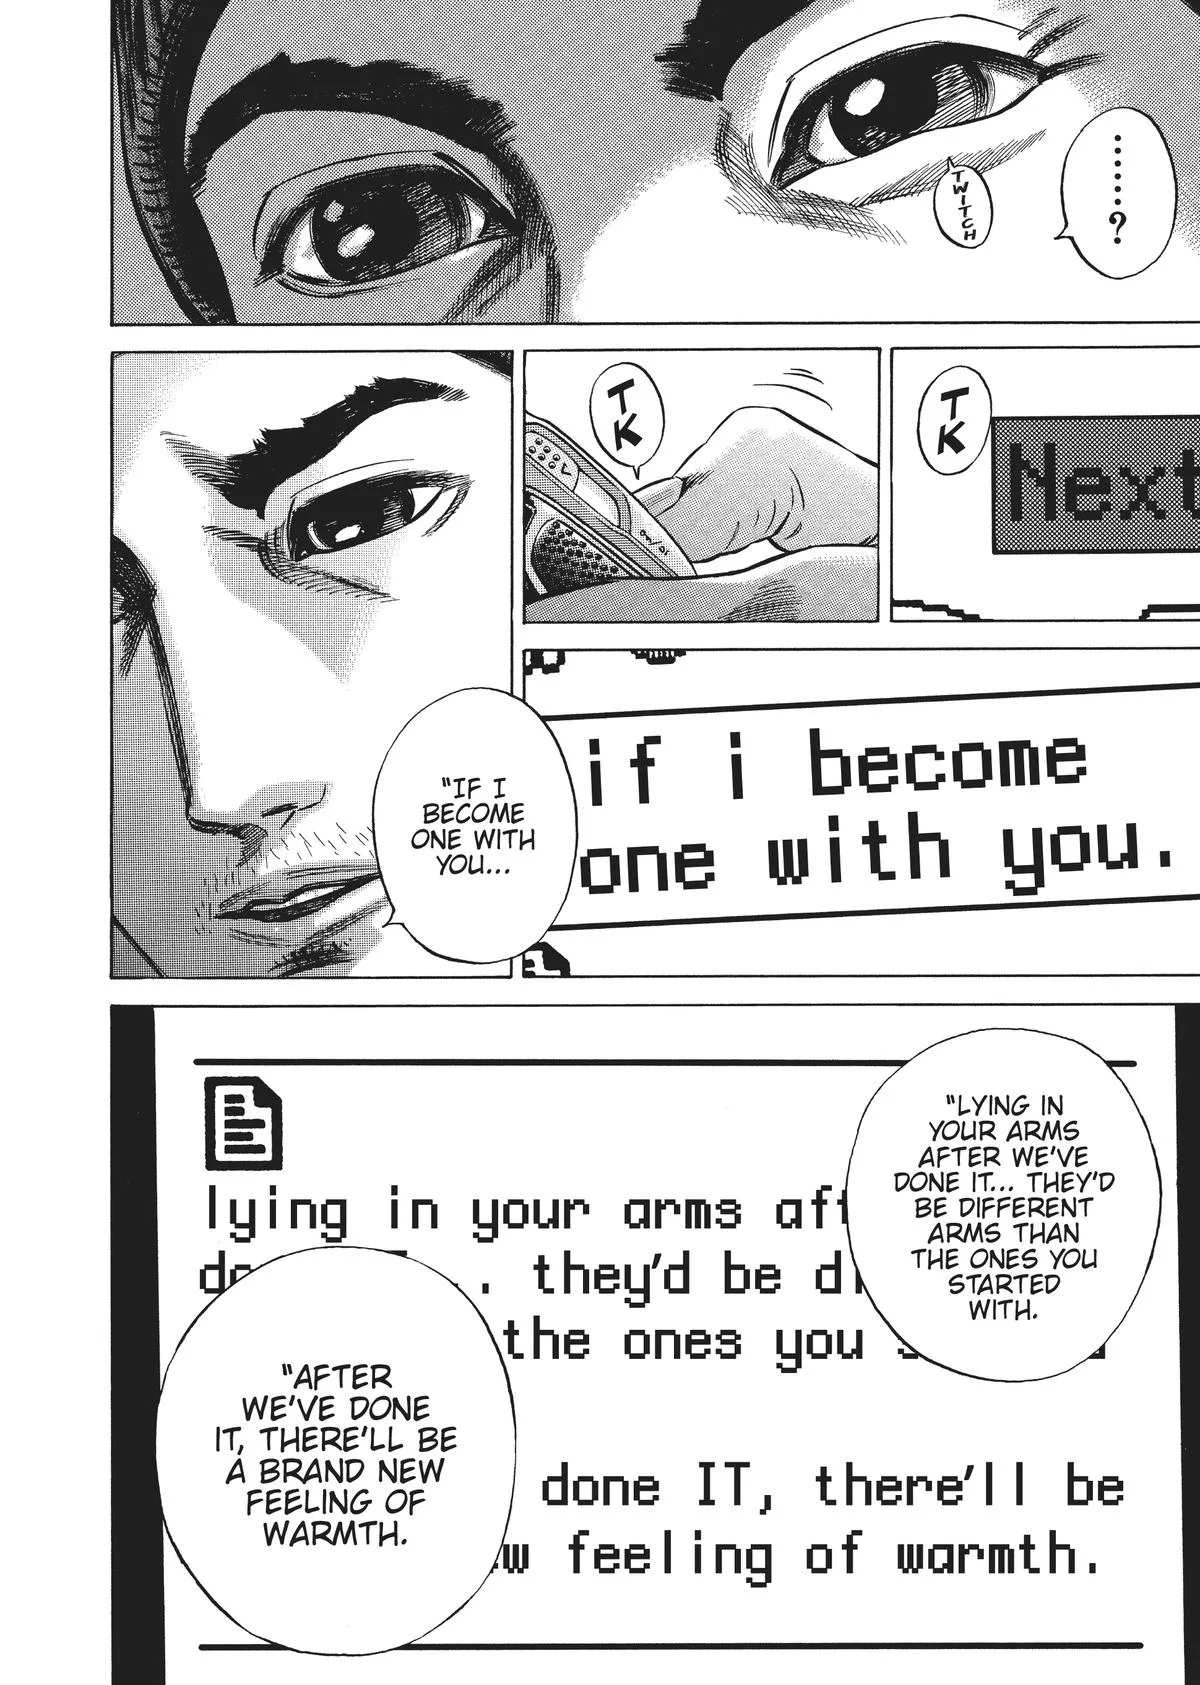 ........?
TWITCH
TK
Next
TK
if i become
one with you.
"IF I
BECOME
ONE WITH
YOU...
"LYING IN
YOUR ARMS
AFTER WE'VE
DONE IT... THEY'D
BE DIFFERENT
ARMS THAN
THE ONES YOU
STARTED
WITH.
lying in your arms aft
. they'd be di
the ones you s
"AFTER
WE'VE DONE
IT, THERE'LL BE
A BRAND NEW
FEELING OF
WARMTH.
done IT, there'll be
feeling of warmth.